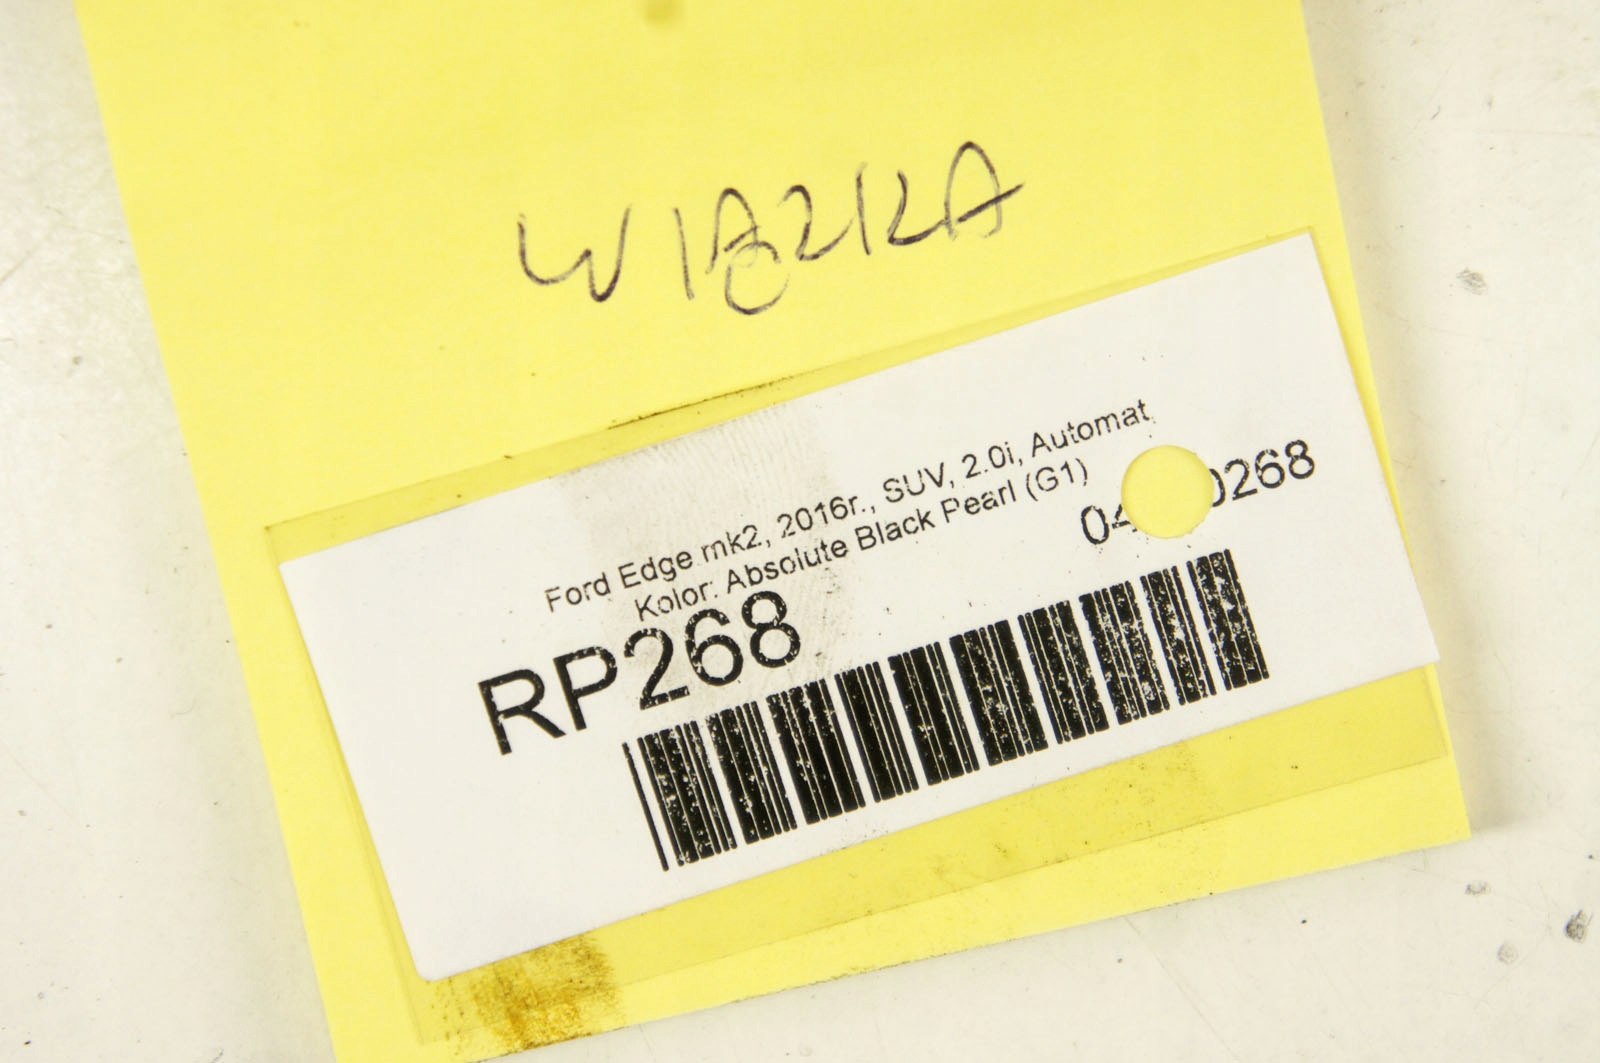 WIĄZKA
Ford Edge mk2, 2016r., SUV, 2.0i, Automat
Kolor: Absolute Black Pearl (G1)
RP268